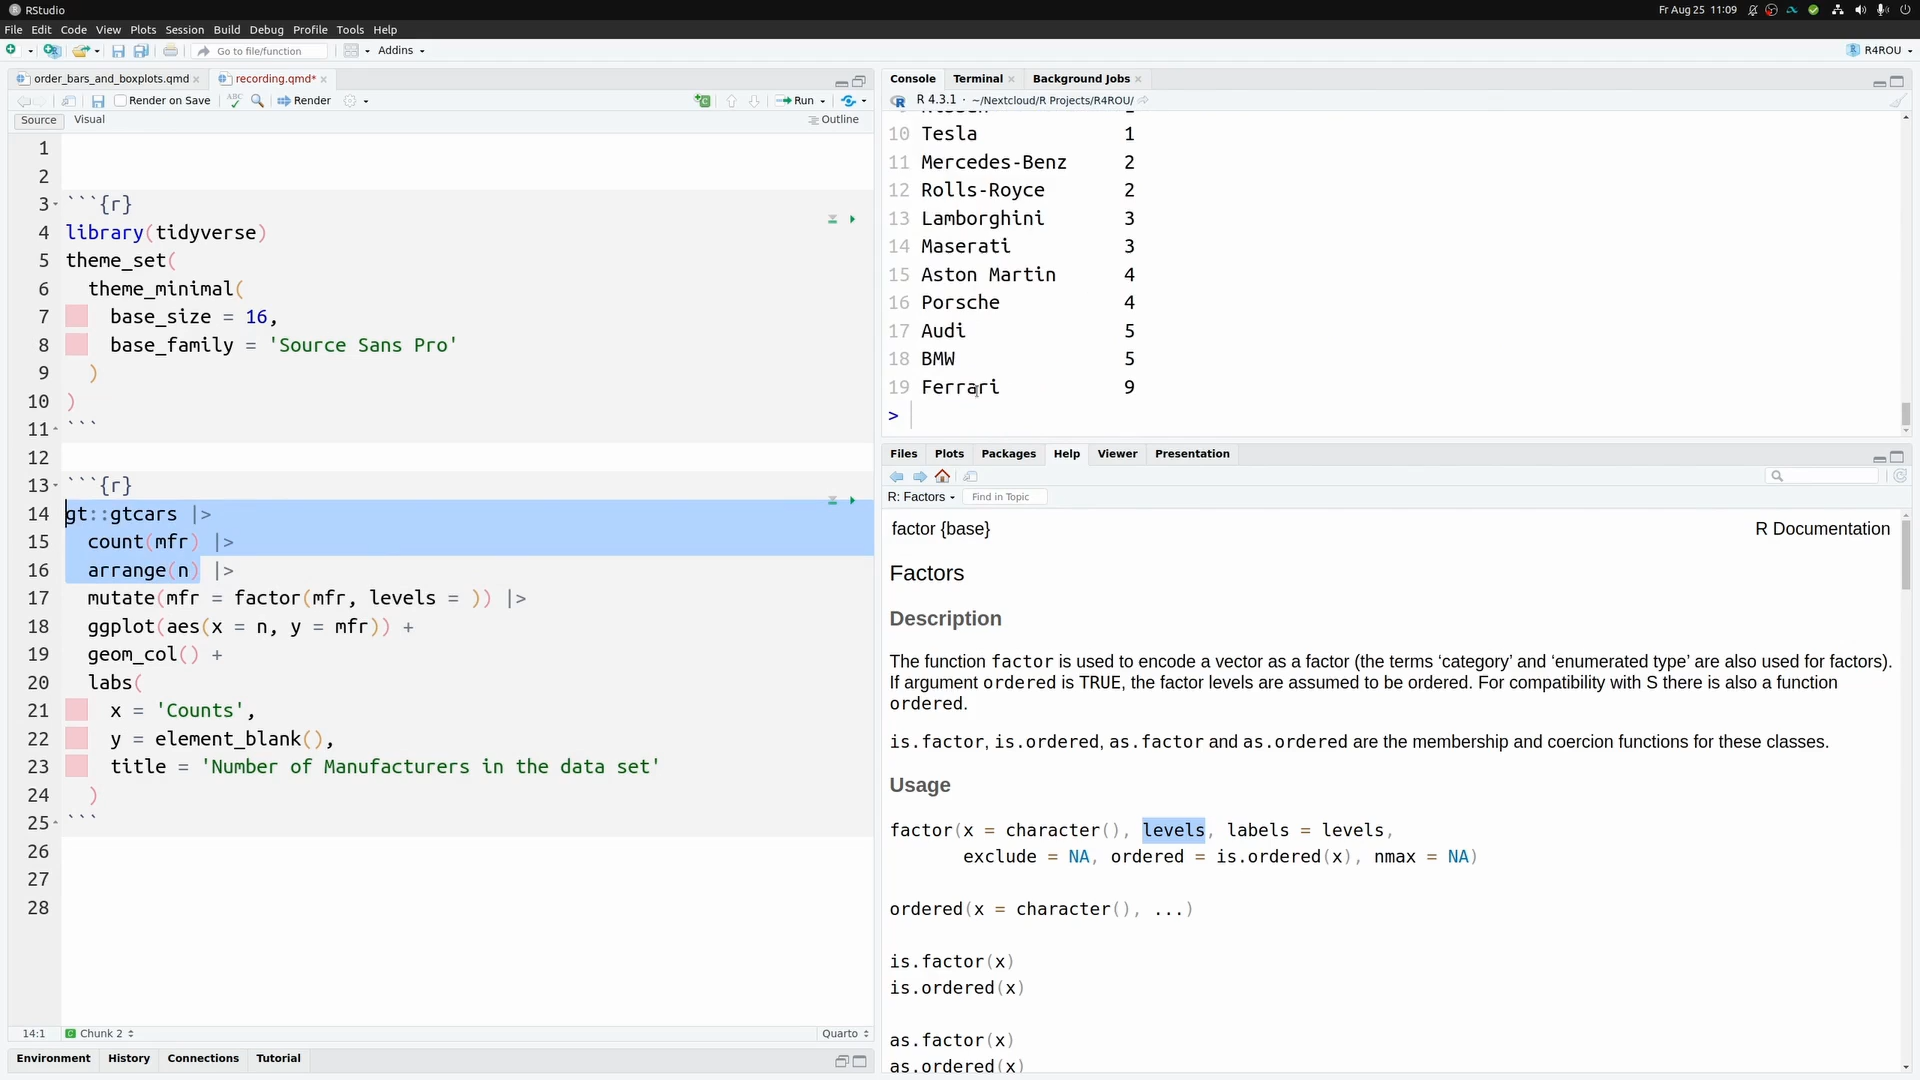 RStudio
Fr Aug 25 11:09
File Edit Code View Plots Session Build Debug Profile Tools Help
Go to file/function
Addins
R4ROU
order_bars_and_boxplots.qmd
recording.qmd*
Render on Save
ABC
Render
Run
Source Visual
Outline
1
2
3 ```{r}
4 library(tidyverse)
5 theme_set(
6 theme_minimal(
7 base_size = 16,
8 base_family = 'Source Sans Pro'
9 )
10 )
11 ```
12
13 ```{r}
14 gt::gtcars |>
15 count(mfr) |>
16 arrange(n) |>
17 mutate(mfr = factor(mfr, levels = )) |>
18 ggplot(aes(x = n, y = mfr)) +
19 geom_col() +
20 labs(
21 x = 'Counts',
22 y = element_blank(),
23 title = 'Number of Manufacturers in the data set'
24 )
25 ```
26
27
28
14:1 Chunk 2 Quarto
Environment History Connections Tutorial
Console Terminal Background Jobs
R 4.3.1 · ~/Nextcloud/R Projects/R4ROU/
10 Tesla 1
11 Mercedes-Benz 2
12 Rolls-Royce 2
13 Lamborghini 3
14 Maserati 3
15 Aston Martin 4
16 Porsche 4
17 Audi 5
18 BMW 5
19 Ferrari 9
>
Files Plots Packages Help Viewer Presentation
R: Factors Find in Topic
factor {base} R Documentation
Factors
Description
The function factor is used to encode a vector as a factor (the terms ‘category’ and ‘enumerated type’ are also used for factors).
If argument ordered is TRUE, the factor levels are assumed to be ordered. For compatibility with S there is also a function
ordered.
is.factor, is.ordered, as.factor and as.ordered are the membership and coercion functions for these classes.
Usage
factor(x = character(), levels, labels = levels,
exclude = NA, ordered = is.ordered(x), nmax = NA)
ordered(x = character(), ...)
is.factor(x)
is.ordered(x)
as.factor(x)
as.ordered(x)